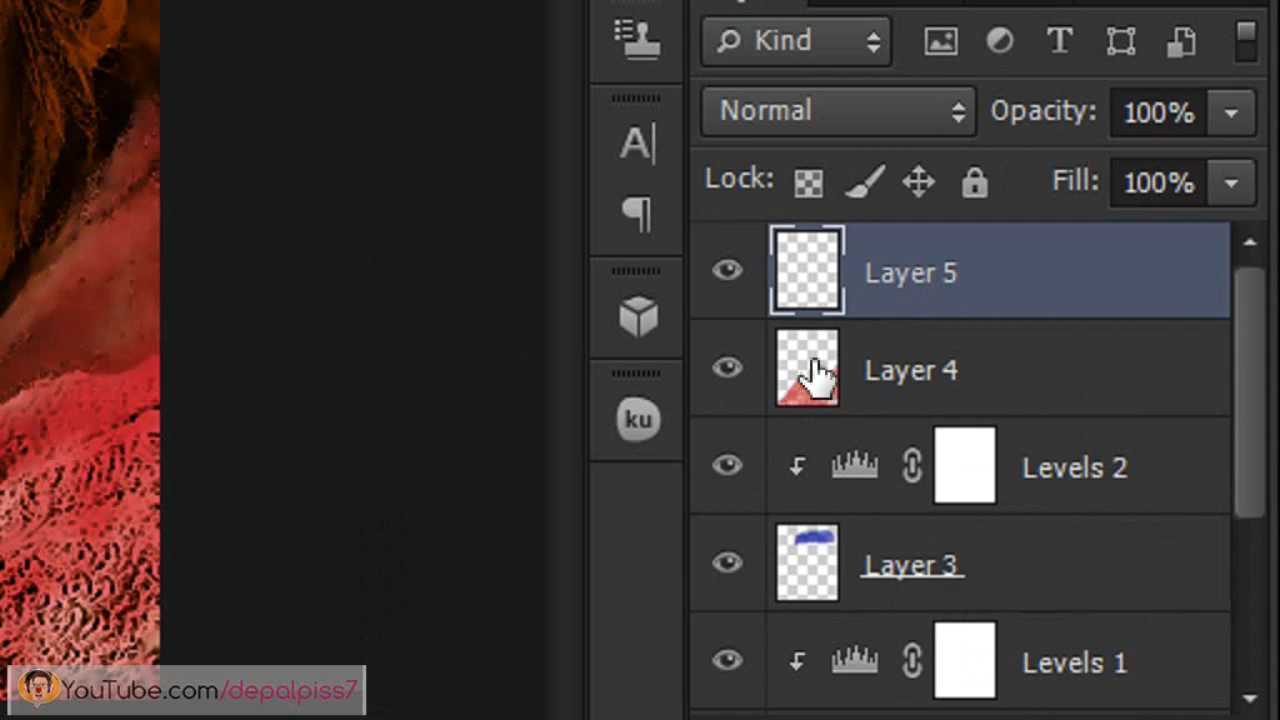 Kind
T
Normal
Opacity: 100%
A
¶
Lock:
Fill: 100%
Layer 5
Layer 4
ku
Levels 2
Layer 3
Levels 1
YouTube.com/depalpiss7